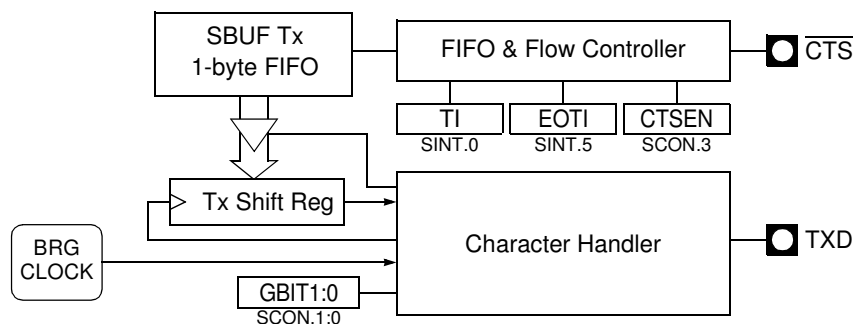 SBUF Tx
1-byte FIFO
FIFO & Flow Controller
CTS
TI
EOTI
CTSEN
SINT.0
SINT.5
SCON.3
Tx Shift Reg
BRG
CLOCK
Character Handler
TXD
GBIT1:0
SCON.1:0